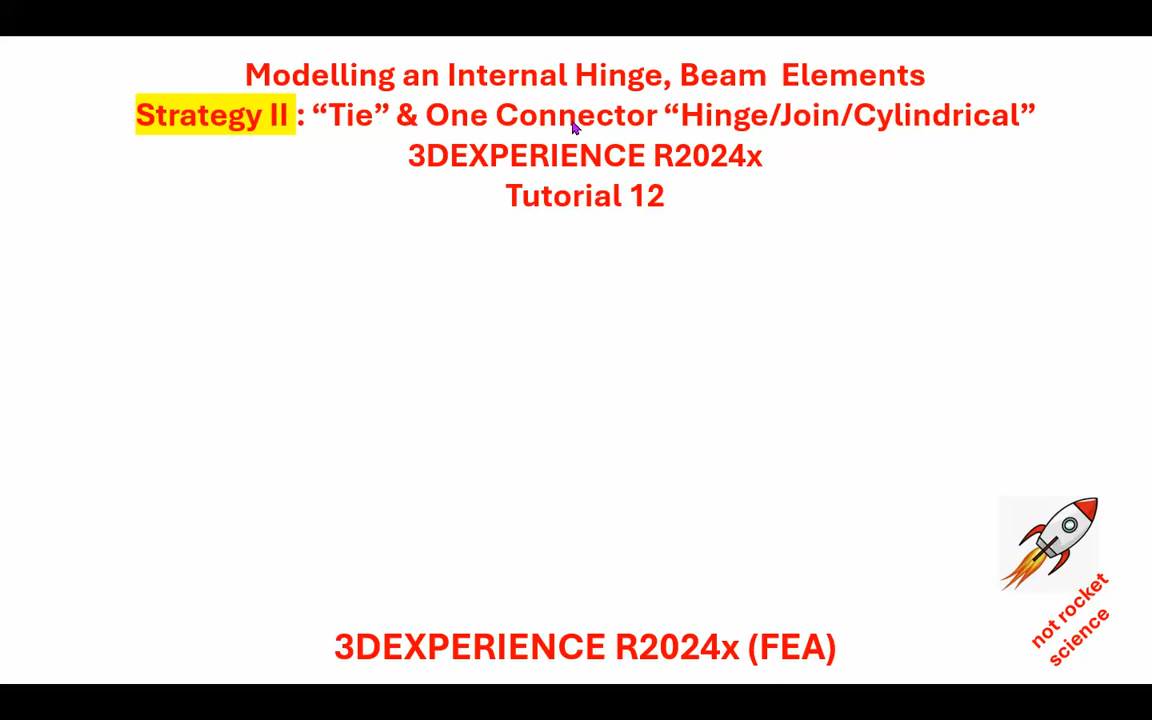 Modelling an Internal Hinge, Beam Elements
Strategy II : “Tie” & One Connector “Hinge/Join/Cylindrical”
3DEXPERIENCE R2024x
Tutorial 12
not rocket
science
3DEXPERIENCE R2024x (FEA)